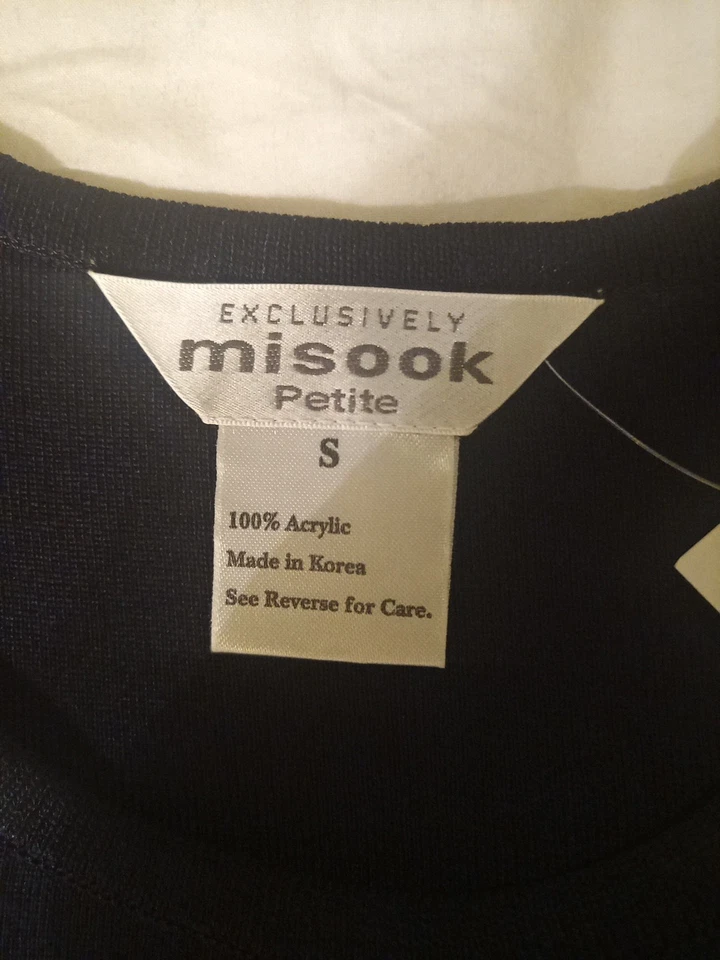 EXCLUSIVELY
misook
Petite
S
100% Acrylic
Made in Korea
See Reverse for Care.